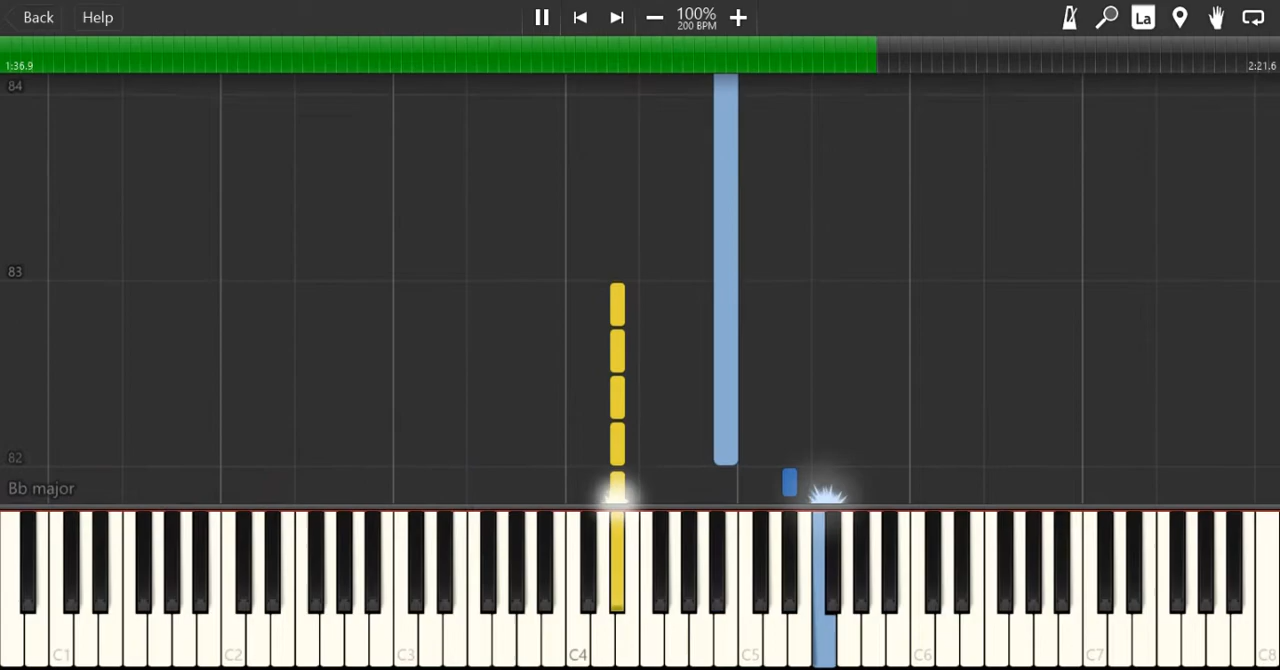 Back
Help
100%
200 BPM
La
1:36.9
2:21.6
84
83
82
Bb major
C1
C2
C3
C4
C5
C6
C7
C8